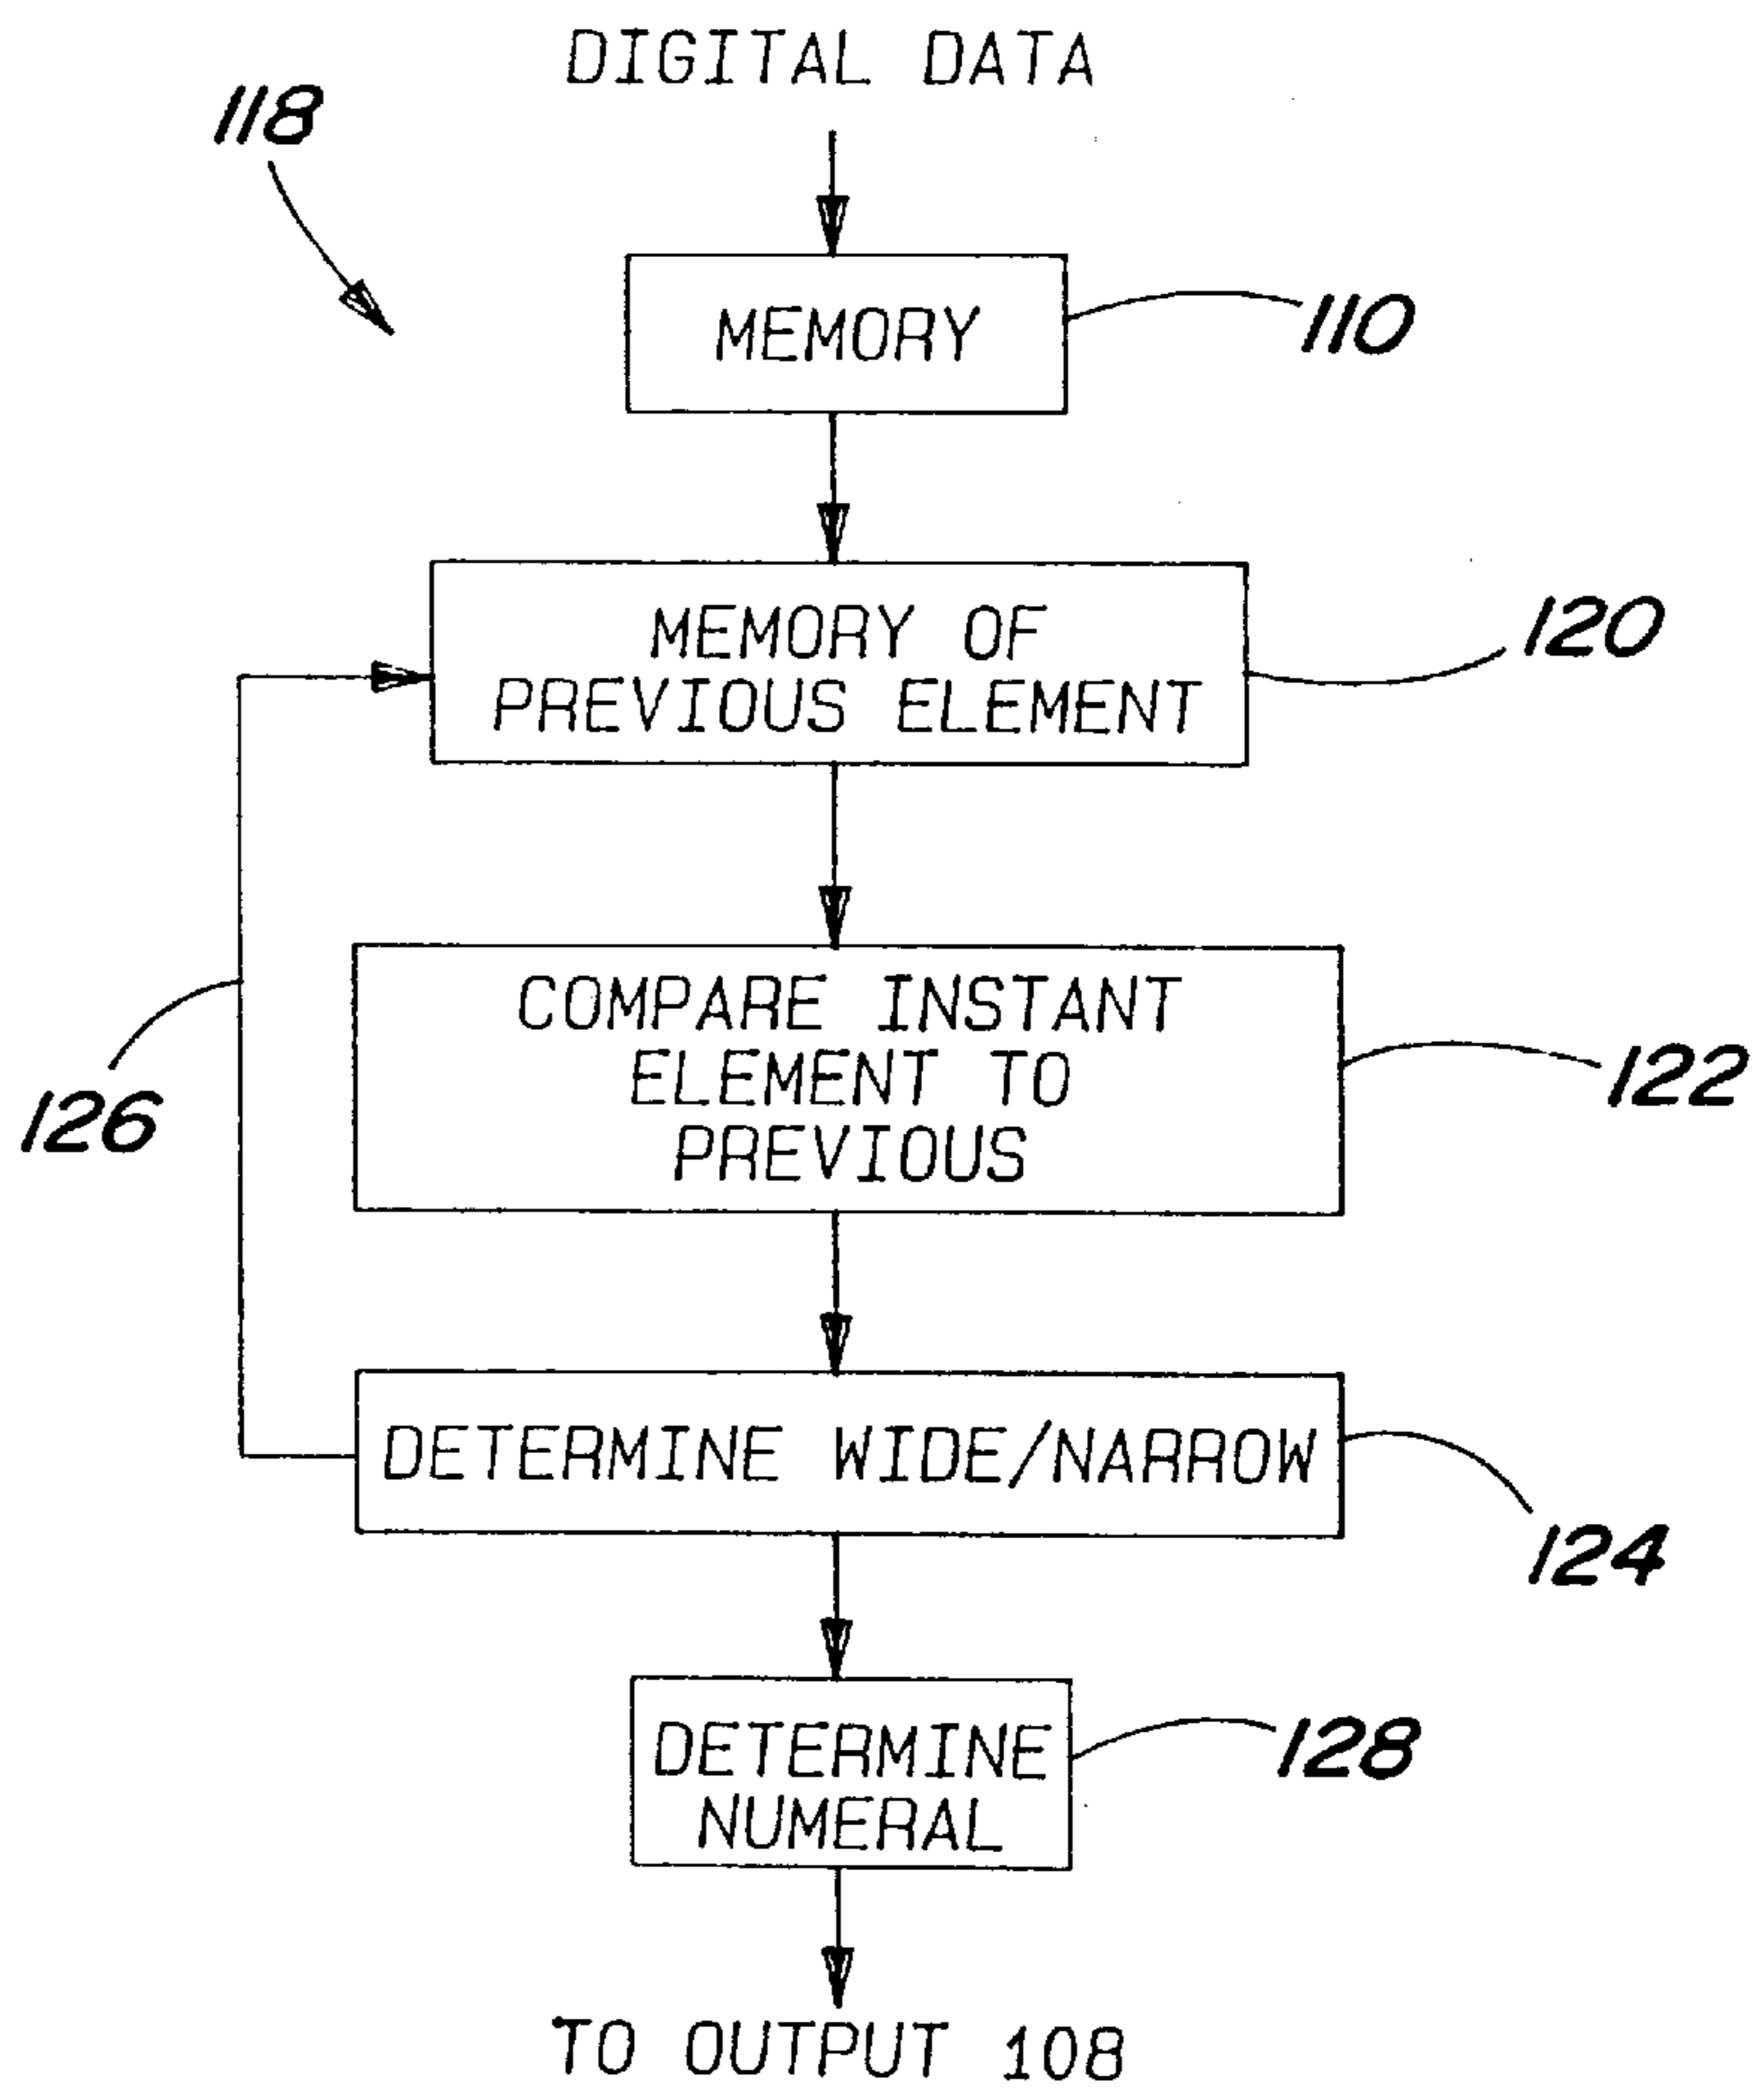 DIGITAL DATA
118
MEMORY
110
MEMORY OF
PREVIOUS ELEMENT
120
COMPARE INSTANT
ELEMENT TO
PREVIOUS
122
126
DETERMINE WIDE/NARROW
124
DETERMINE
NUMERAL
128
TO OUTPUT 108